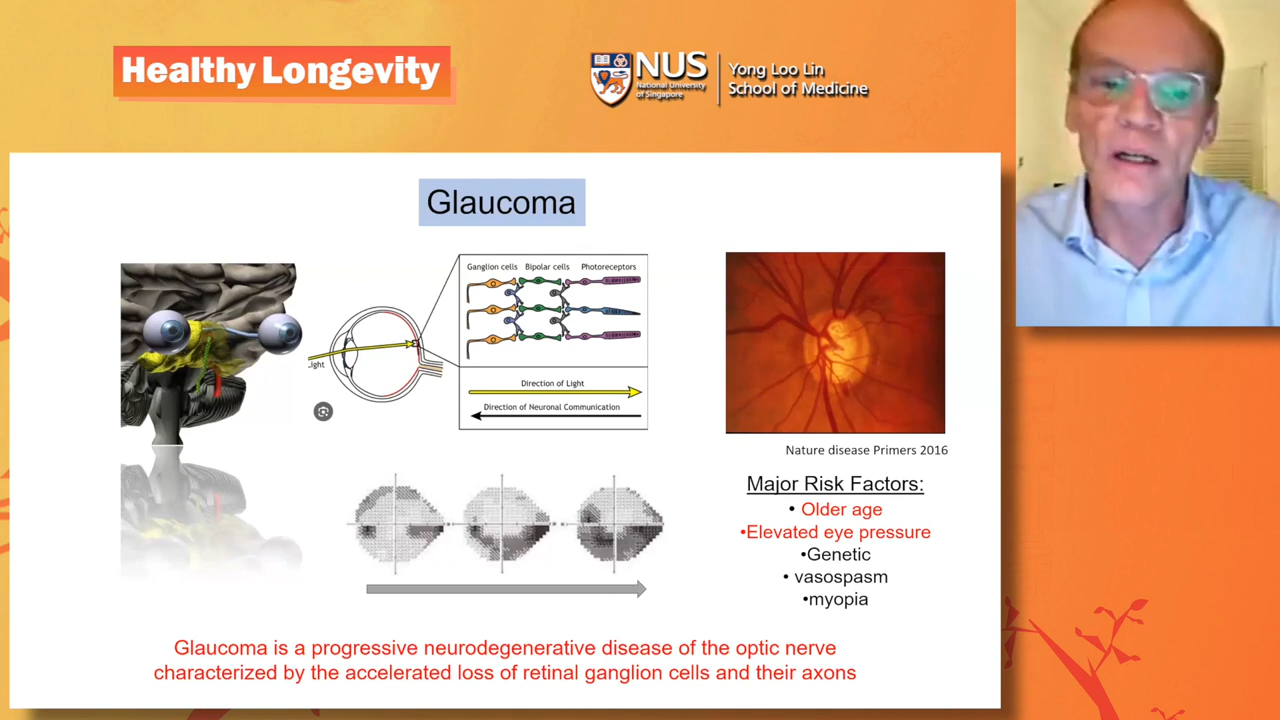 Healthy Longevity
NUS
National University
of Singapore
Yong Loo Lin
School of Medicine
Glaucoma
Ganglion cells Bipolar cells Photoreceptors
Light
Direction of Light
Direction of Neuronal Communication
Nature disease Primers 2016
Major Risk Factors:
• Older age
•Elevated eye pressure
•Genetic
• vasospasm
•myopia
Glaucoma is a progressive neurodegenerative disease of the optic nerve
characterized by the accelerated loss of retinal ganglion cells and their axons